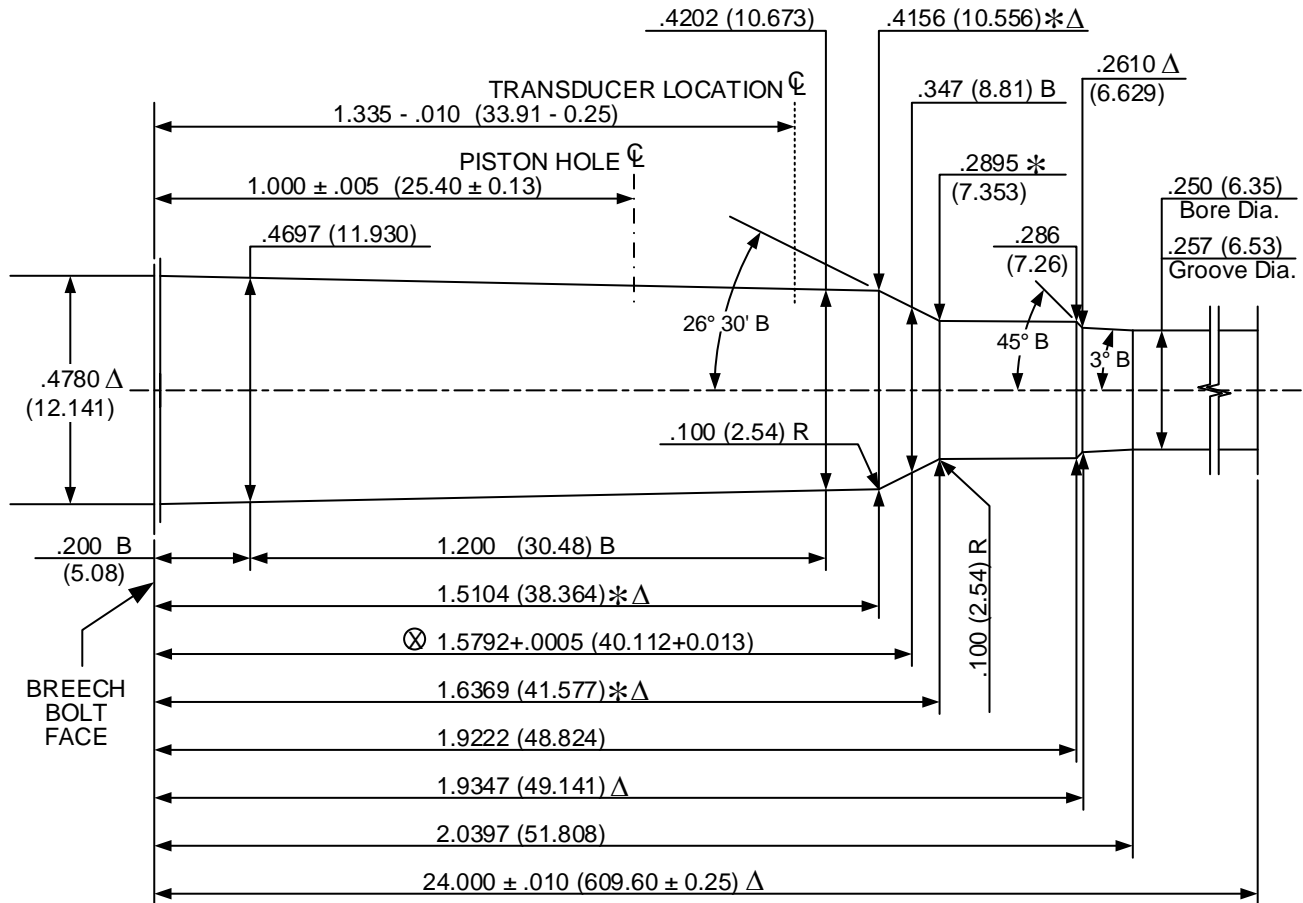 .4202 (10.673)
.4156 (10.556)*Δ
.2610 Δ
(6.629)
TRANSDUCER LOCATION ℄
.347 (8.81) B
1.335 - .010 (33.91 - 0.25)
PISTON HOLE ℄
.2895 *
(7.353)
1.000 ± .005 (25.40 ± 0.13)
.250 (6.35)
Bore Dia.
.4697 (11.930)
.286
(7.26)
.257 (6.53)
Groove Dia.
26° 30' B
45° B
3° B
.4780 Δ
(12.141)
.100 (2.54) R
.200 B
(5.08)
1.200 (30.48) B
.100 (2.54) R
1.5104 (38.364)*Δ
⊗ 1.5792+.0005 (40.112+0.013)
BREECH
BOLT
FACE
1.6369 (41.577)*Δ
1.9222 (48.824)
1.9347 (49.141) Δ
2.0397 (51.808)
24.000 ± .010 (609.60 ± 0.25) Δ